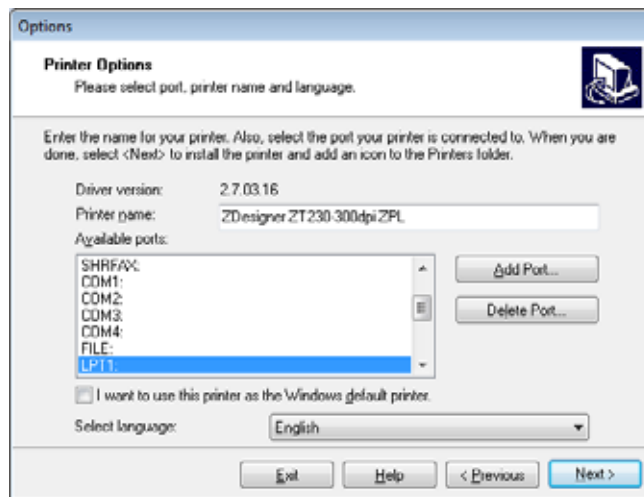 Options
Printer Options
Please select port, printer name and language.
Enter the name for your printer. Also, select the port your printer is connected to. When you are
done, select <Next> to install the printer and add an icon to the Printers folder.
Driver version: 2.7.03.16
Printer name: ZDesigner ZT230-300dpi ZPL
Available ports:
SHRFAX:
COM1:
COM2:
COM3:
COM4:
FILE:
LPT1:
Add Port...
Delete Port...
I want to use this printer as the Windows default printer.
Select language: English
Exit Help < Previous Next >